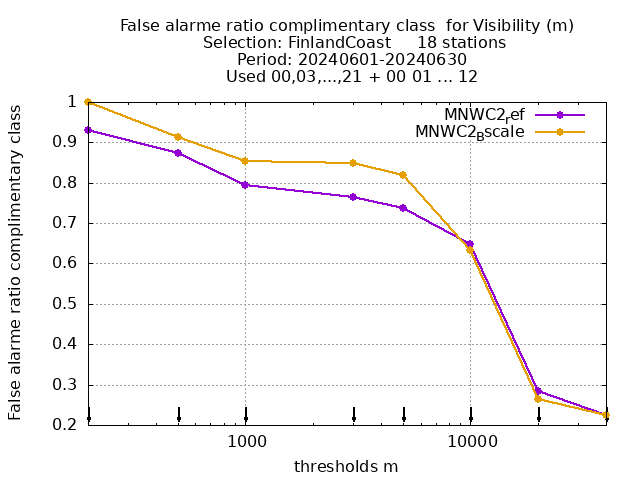 False alarme ratio complimentary class  for Visibility (m)
Selection: FinlandCoast     18 stations
Period: 20240601-20240630
Used 00,03,...,21 + 00 01 ... 12
False alarme ratio complimentary class
MNWC2ref
MNWC2Bscale
1
0.9
0.8
0.7
0.6
0.5
0.4
0.3
0.2
1000 10000
thresholds m